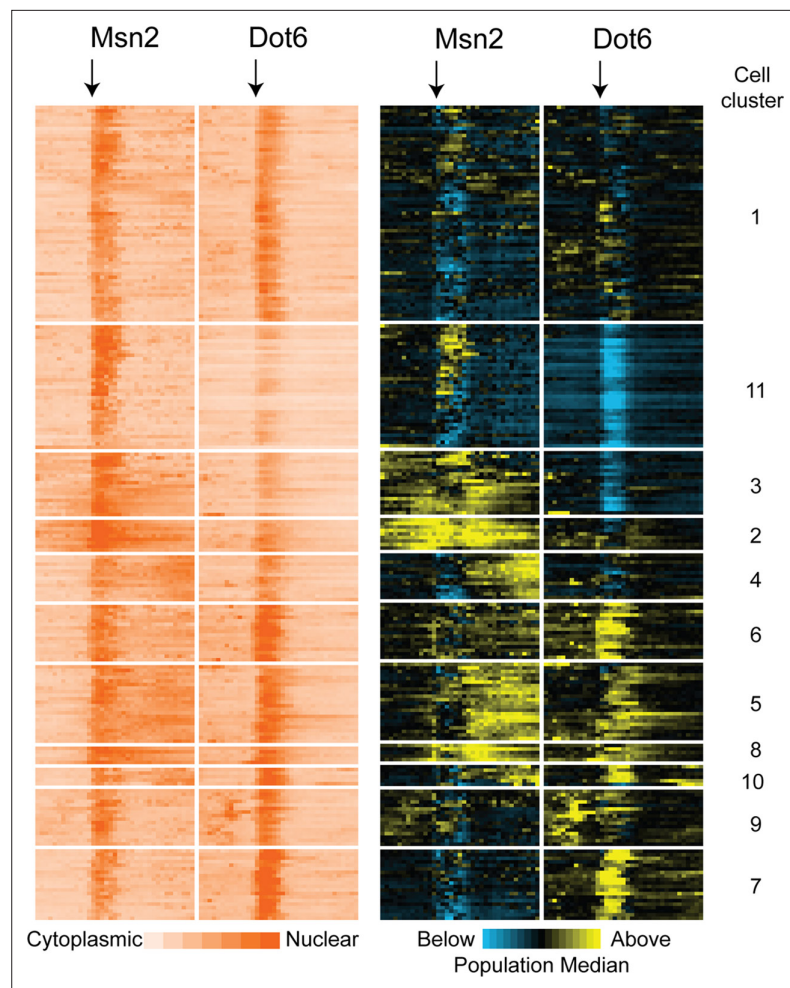 Msn2 Dot6 Msn2 Dot6
Cell
cluster
1
11
3
2
4
6
5
8
10
9
7
Cytoplasmic Nuclear Below Above
Population Median